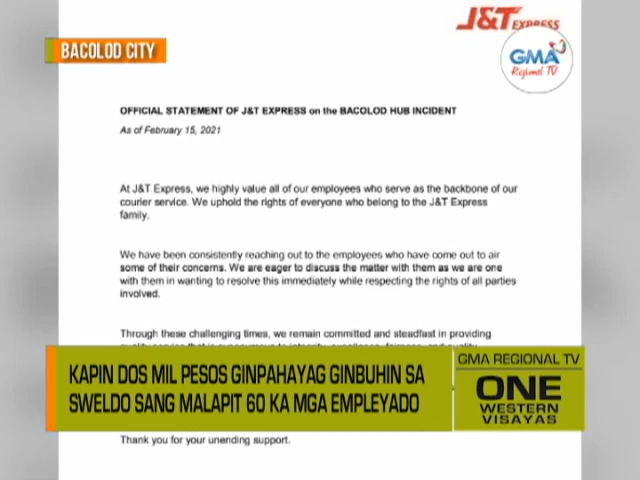 J&T EXPRESS
BACOLOD CITY
GMA
Regional TV
OFFICIAL STATEMENT OF J&T EXPRESS on the BACOLOD HUB INCIDENT
As of February 15, 2021
At J&T Express, we highly value all of our employees who serve as the backbone of our
courier service. We uphold the rights of everyone who belong to the J&T Express
family.
We have been consistently reaching out to the employees who have come out to air
some of their concerns. We are eager to discuss the matter with them as we are one
with them in wanting to resolve this immediately while respecting the rights of all parties
involved.
Through these challenging times, we remain committed and steadfast in providing
KAPIN DOS MIL PESOS GINPAHAYAG GINBUHIN SA
SWELDO SANG MALAPIT 60 KA MGA EMPLEYADO
GMA REGIONAL TV
ONE
WESTERN
VISAYAS
Thank you for your unending support.